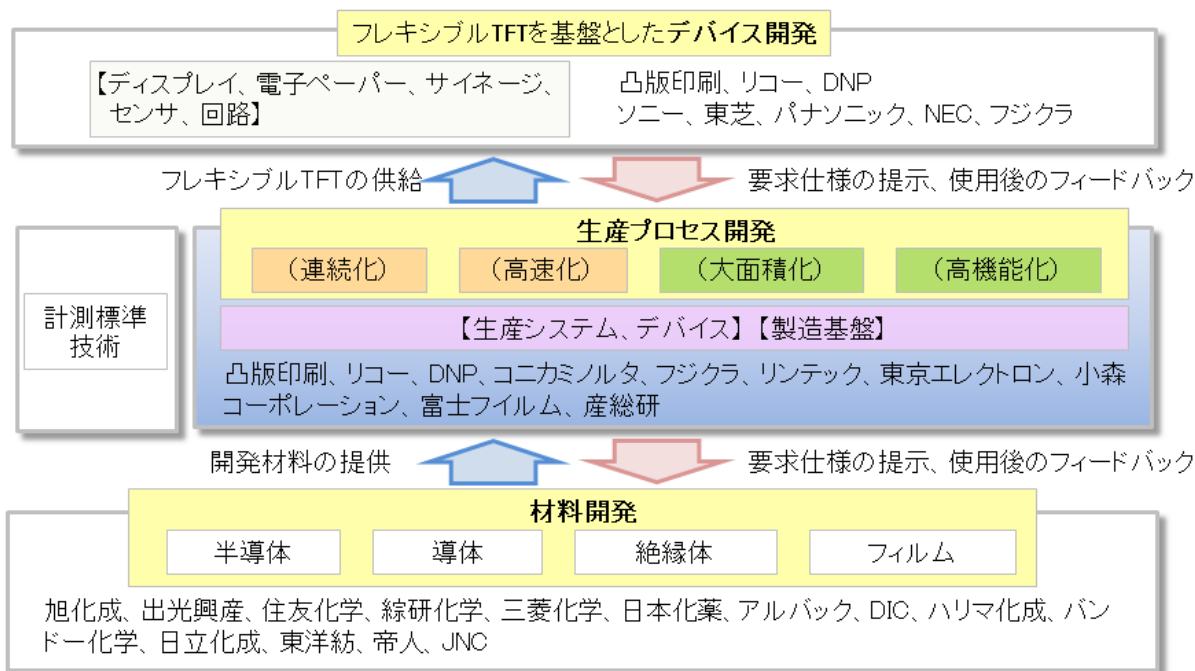 フレキシブルTFTを基盤としたデバイス開発
【ディスプレイ、電子ペーパー、サイネージ、
センサ、回路】
凸版印刷、リコー、DNP
ソニー、東芝、パナソニック、NEC、フジクラ
フレキシブルTFTの供給
要求仕様の提示、使用後のフィードバック
計測標準
技術
生産プロセス開発
（連続化）
（高速化）
（大面積化）
（高機能化）
【生産システム、デバイス】【製造基盤】
凸版印刷、リコー、DNP、コニカミノルタ、フジクラ、リンテック、東京エレクトロン、小森
コーポレーション、富士フイルム、産総研
開発材料の提供
要求仕様の提示、使用後のフィードバック
材料開発
半導体
導体
絶縁体
フィルム
旭化成、出光興産、住友化学、綜研化学、三菱化学、日本化薬、アルバック、DIC、ハリマ化成、バン
ドー化学、日立化成、東洋紡、帝人、JNC